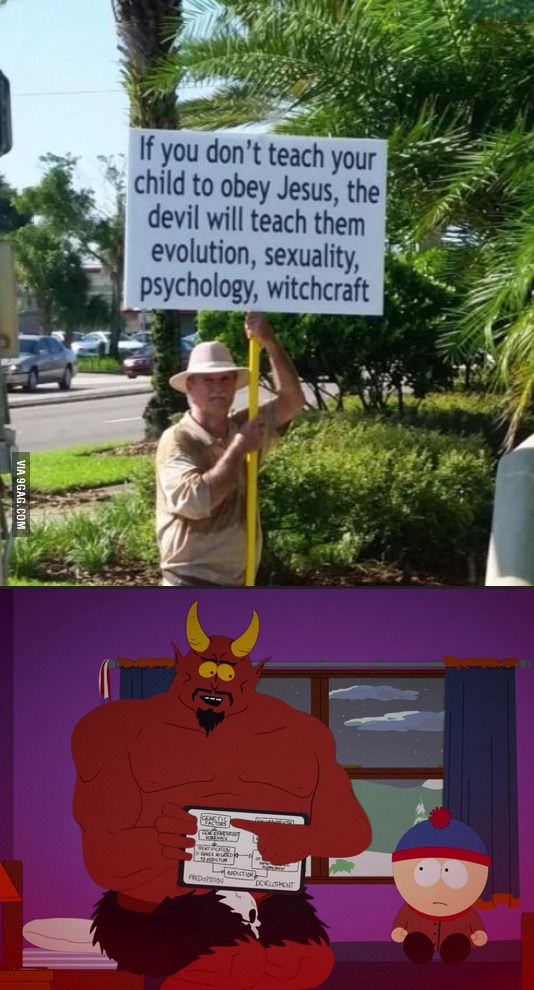 If you don't teach your
child to obey Jesus, the
devil will teach them
evolution, sexuality,
psychology, witchcraft
VIA 9GAG.COM
GENETIC
FACTORS
ADDICTION
DEVELOPMENT